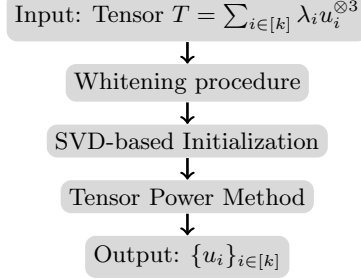 Input: Tensor $T = \sum_{i \in [k]} \lambda_i u_i^{\otimes 3}$
Whitening procedure
SVD-based Initialization
Tensor Power Method
Output: $\{u_i\}_{i \in [k]}$